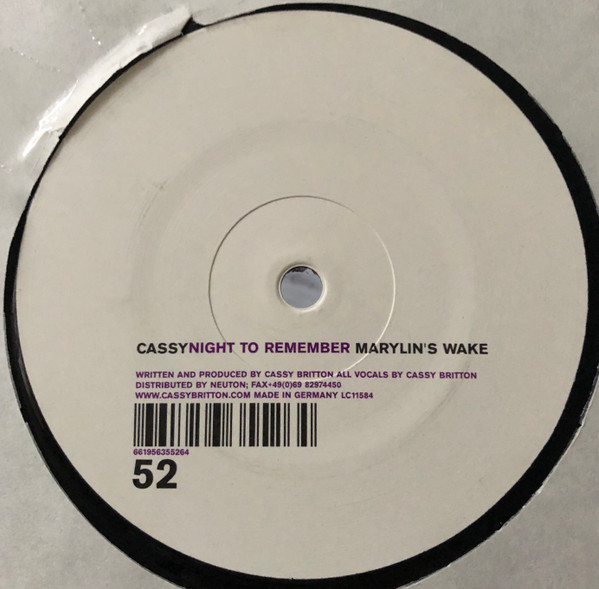 CASSYNIGHT TO REMEMBER MARYLIN'S WAKE
WRITTEN AND PRODUCED BY CASSY BRITTON ALL VOCALS BY CASSY BRITTON
DISTRIBUTED BY NEUTON; FAX+49(0)69 82974450
WWW.CASSYBRITTON.COM MADE IN GERMANY LC11584
661956355264
52